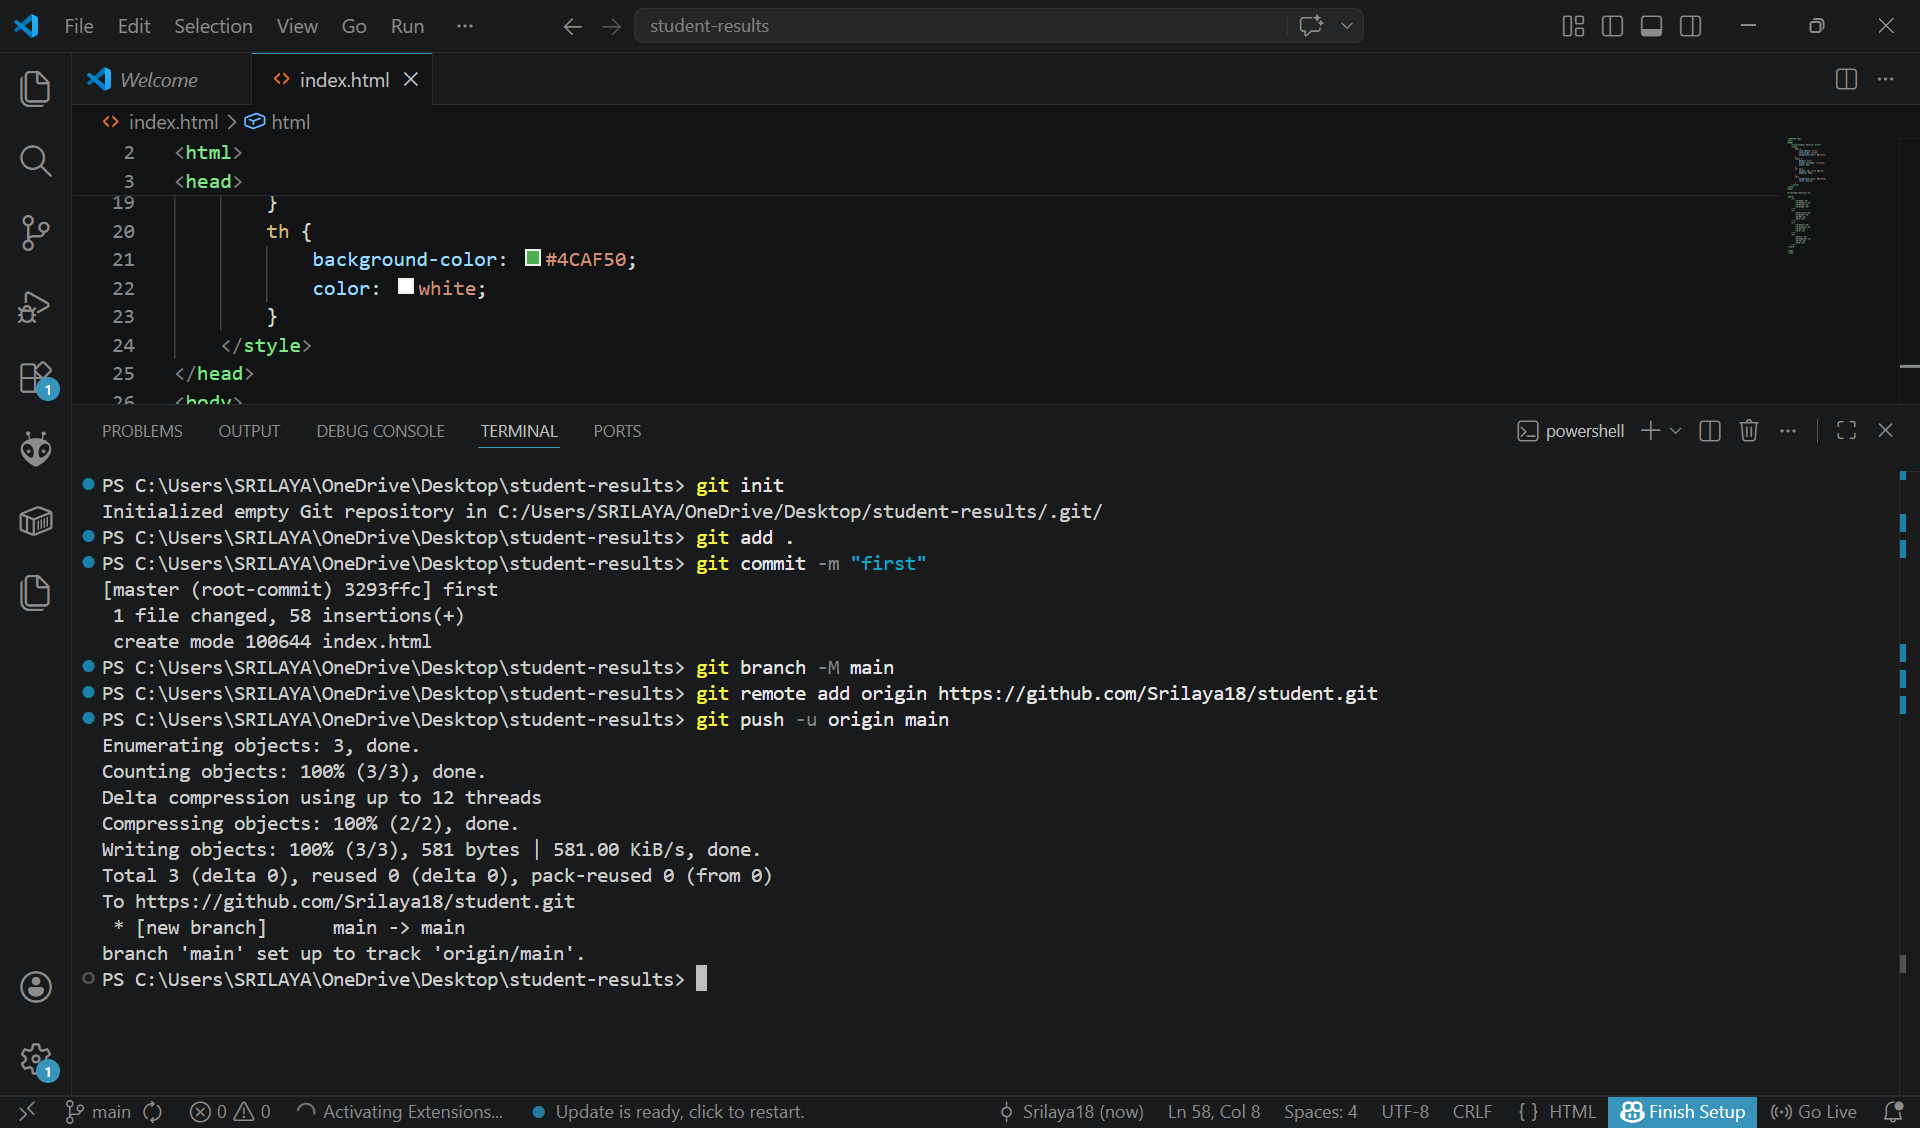 File Edit Selection View Go Run ···
student-results
Welcome
index.html
index.html > html
2 <html>
3 <head>
19 }
20 th {
21 background-color: #4CAF50;
22 color: white;
23 }
24 </style>
25 </head>
26 <body>
PROBLEMS OUTPUT DEBUG CONSOLE TERMINAL PORTS
powershell
PS C:\Users\SRILAYA\OneDrive\Desktop\student-results> git init
Initialized empty Git repository in C:/Users/SRILAYA/OneDrive/Desktop/student-results/.git/
PS C:\Users\SRILAYA\OneDrive\Desktop\student-results> git add .
PS C:\Users\SRILAYA\OneDrive\Desktop\student-results> git commit -m "first"
[master (root-commit) 3293ffc] first
1 file changed, 58 insertions(+)
create mode 100644 index.html
PS C:\Users\SRILAYA\OneDrive\Desktop\student-results> git branch -M main
PS C:\Users\SRILAYA\OneDrive\Desktop\student-results> git remote add origin https://github.com/Srilaya18/student.git
PS C:\Users\SRILAYA\OneDrive\Desktop\student-results> git push -u origin main
Enumerating objects: 3, done.
Counting objects: 100% (3/3), done.
Delta compression using up to 12 threads
Compressing objects: 100% (2/2), done.
Writing objects: 100% (3/3), 581 bytes | 581.00 KiB/s, done.
Total 3 (delta 0), reused 0 (delta 0), pack-reused 0 (from 0)
To https://github.com/Srilaya18/student.git
* [new branch] main -> main
branch 'main' set up to track 'origin/main'.
PS C:\Users\SRILAYA\OneDrive\Desktop\student-results>
1
1
main 0 0 Activating Extensions... Update is ready, click to restart. Srilaya18 (now) Ln 58, Col 8 Spaces: 4 UTF-8 CRLF { } HTML Finish Setup Go Live